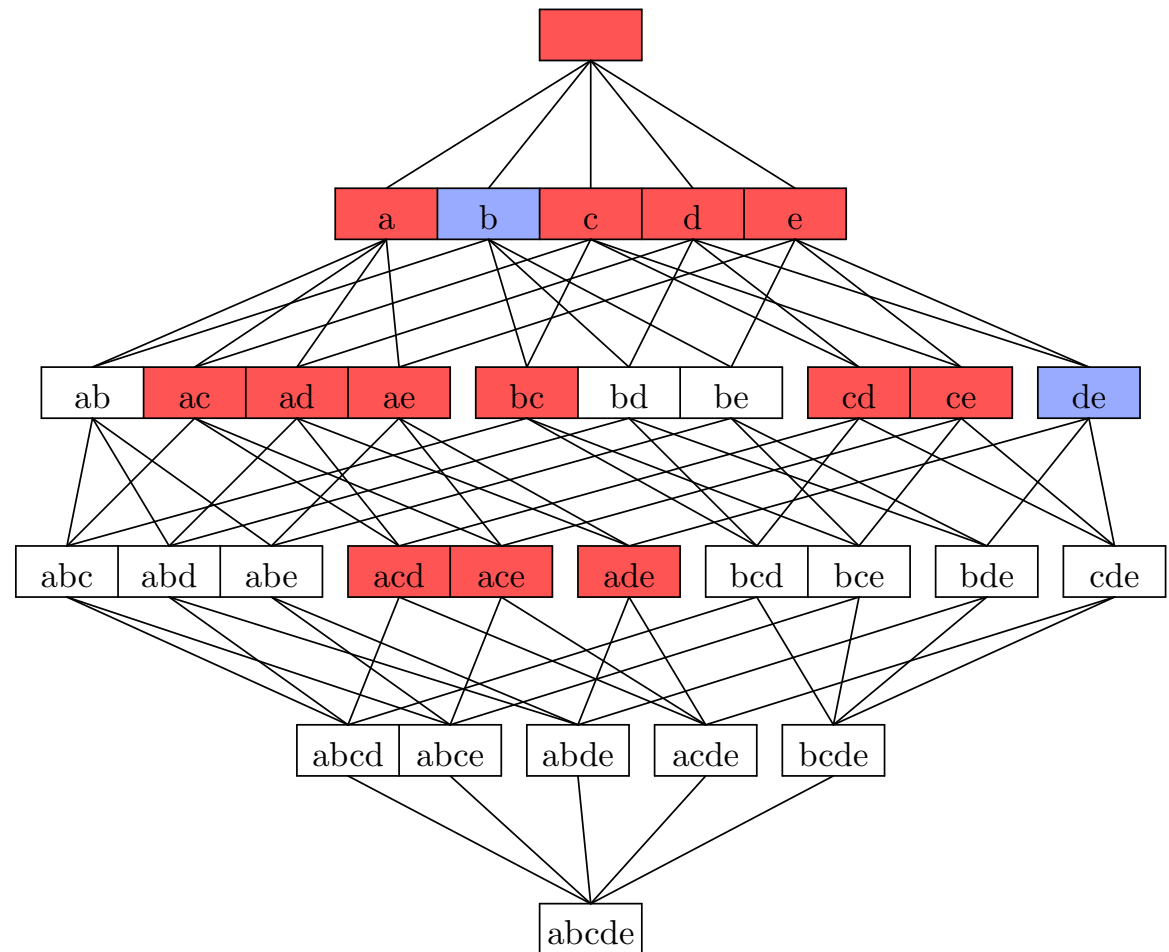 a b c d e
ab ac ad ae bc bd be cd ce de
abc abd abe acd ace ade bcd bce bde cde
abcd abce abde acde bcde
abcde